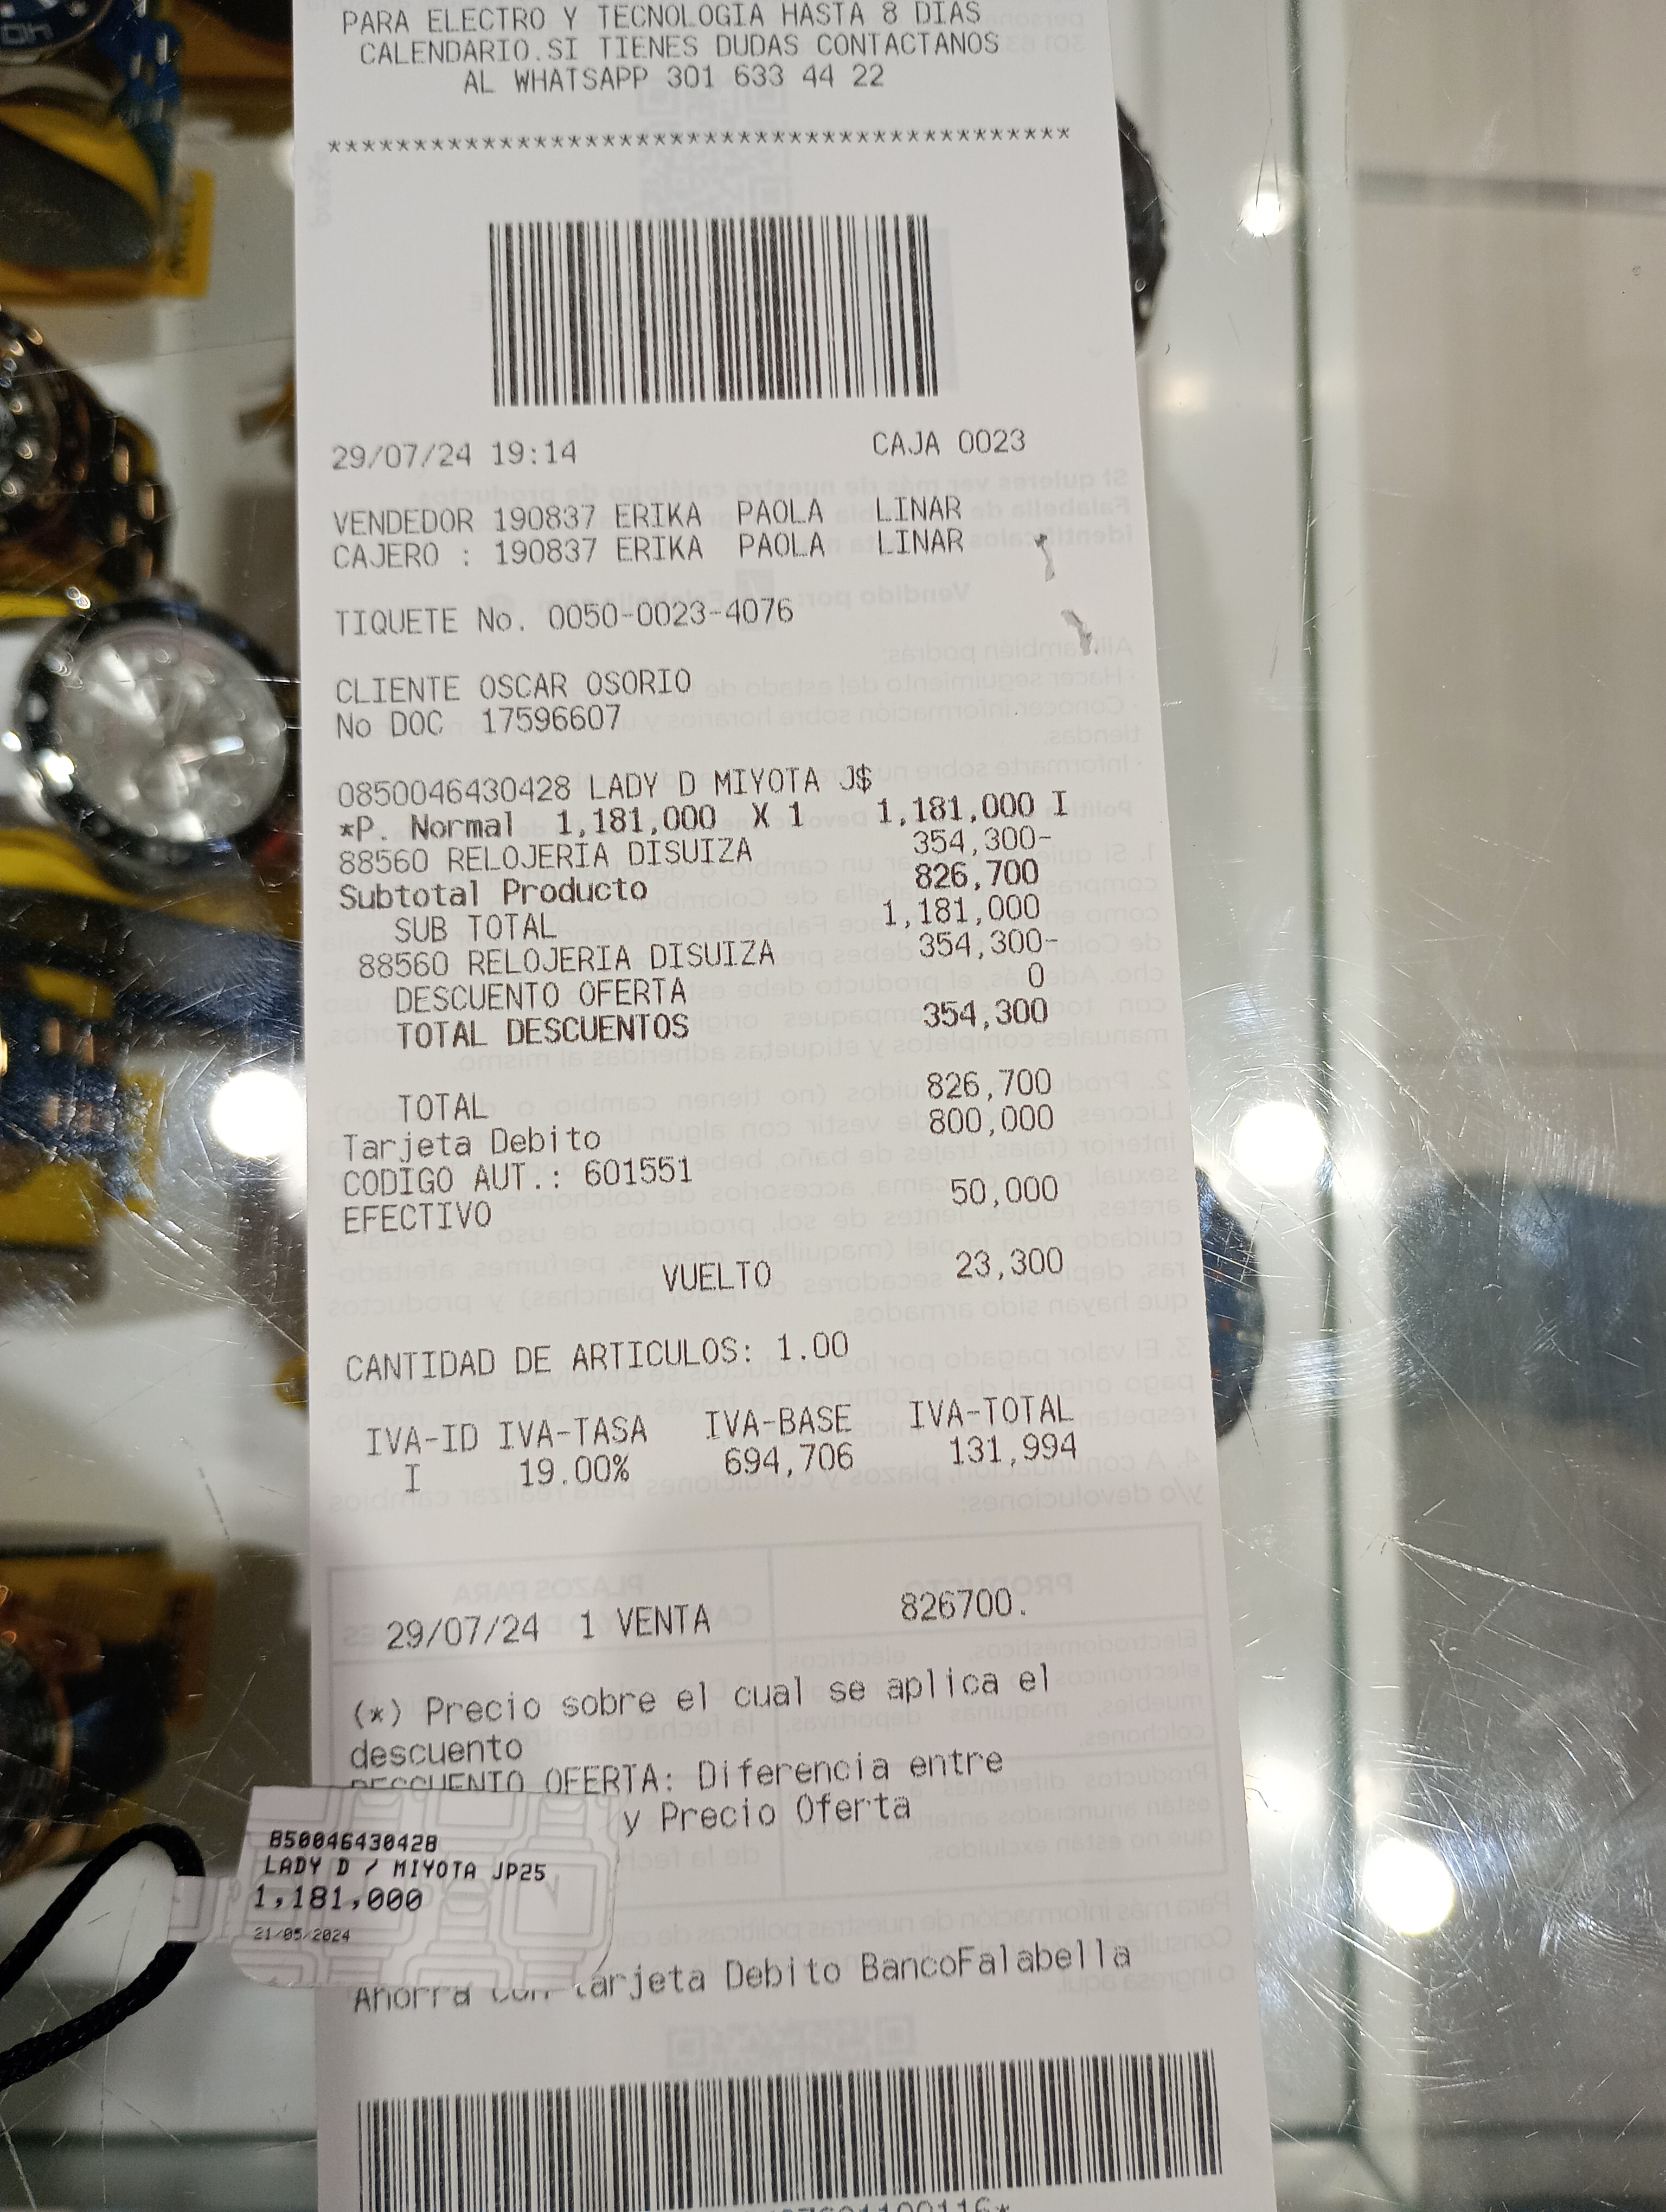 PARA ELECTRO Y TECNOLOGIA HASTA 8 DIAS
CALENDARIO.SI TIENES DUDAS CONTACTANOS
AL WHATSAPP 301 633 44 22
*******************************************
29/07/24 19:14 CAJA 0023
VENDEDOR 190837 ERIKA PAOLA LINAR
CAJERO : 190837 ERIKA PAOLA LINAR
TIQUETE No. 0050-0023-4076
CLIENTE OSCAR OSORIO
No DOC 17596607
0850046430428 LADY D MIYOTA J$
*P. Normal 1,181,000 X 1 1,181,000 I
88560 RELOJERIA DISUIZA 354,300-
Subtotal Producto 826,700
SUB TOTAL 1,181,000
88560 RELOJERIA DISUIZA 354,300-
DESCUENTO OFERTA 0
TOTAL DESCUENTOS 354,300
TOTAL 826,700
Tarjeta Debito 800,000
CODIGO AUT.: 601551
EFECTIVO 50,000
VUELTO 23,300
CANTIDAD DE ARTICULOS: 1.00
IVA-ID IVA-TASA IVA-BASE IVA-TOTAL
I 19.00% 694,706 131,994
29/07/24 1 VENTA 826700.
(*) Precio sobre el cual se aplica el
descuento
DESCUENTO OFERTA: Diferencia entre
y Precio Oferta
850046430428
LADY D / MIYOTA JP25
1,181,000
21/05/2024
Ahorra con tarjeta Debito BancoFalabella